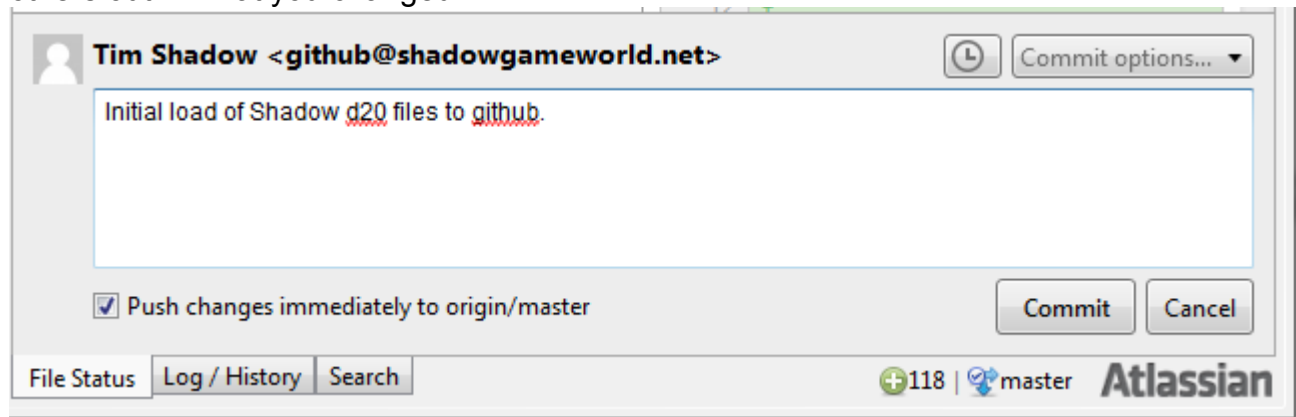 Tim Shadow <github@shadowgameworld.net>
Commit options...
Initial load of Shadow d20 files to github.
Push changes immediately to origin/master
Commit Cancel
File Status Log / History Search 118 | master Atlassian